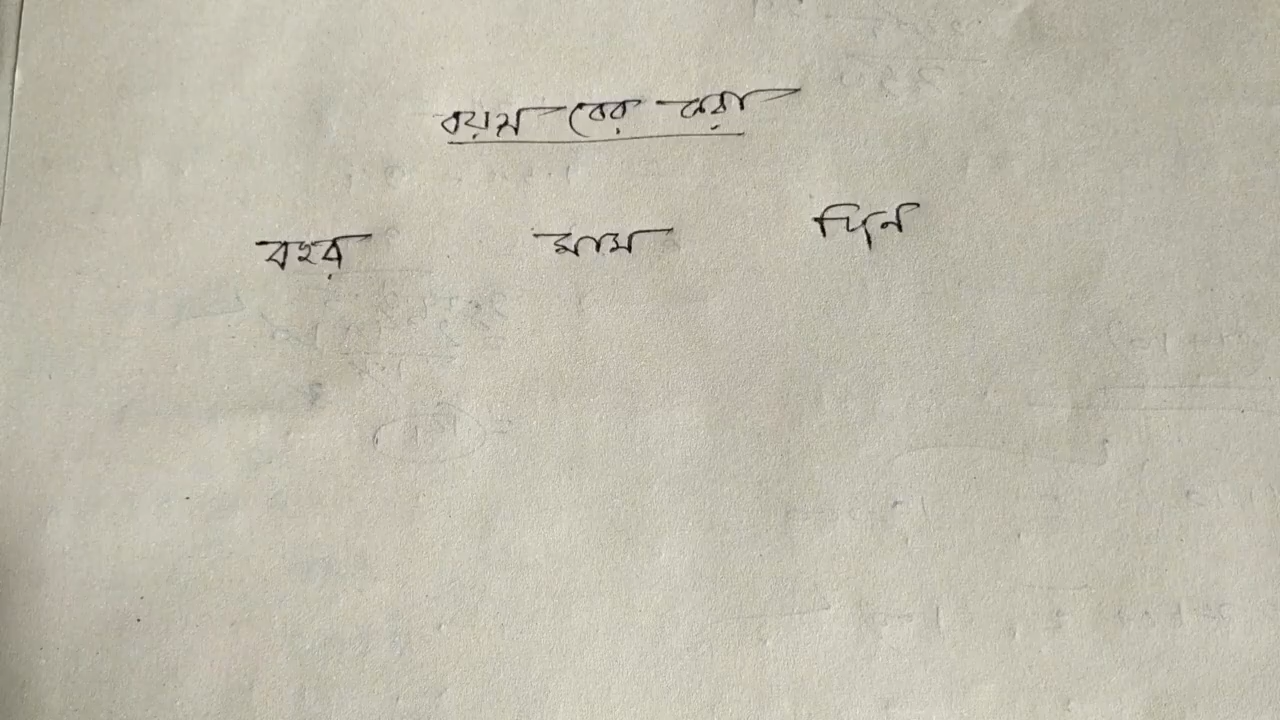 বয়স বের করা
বছর মাস দিন